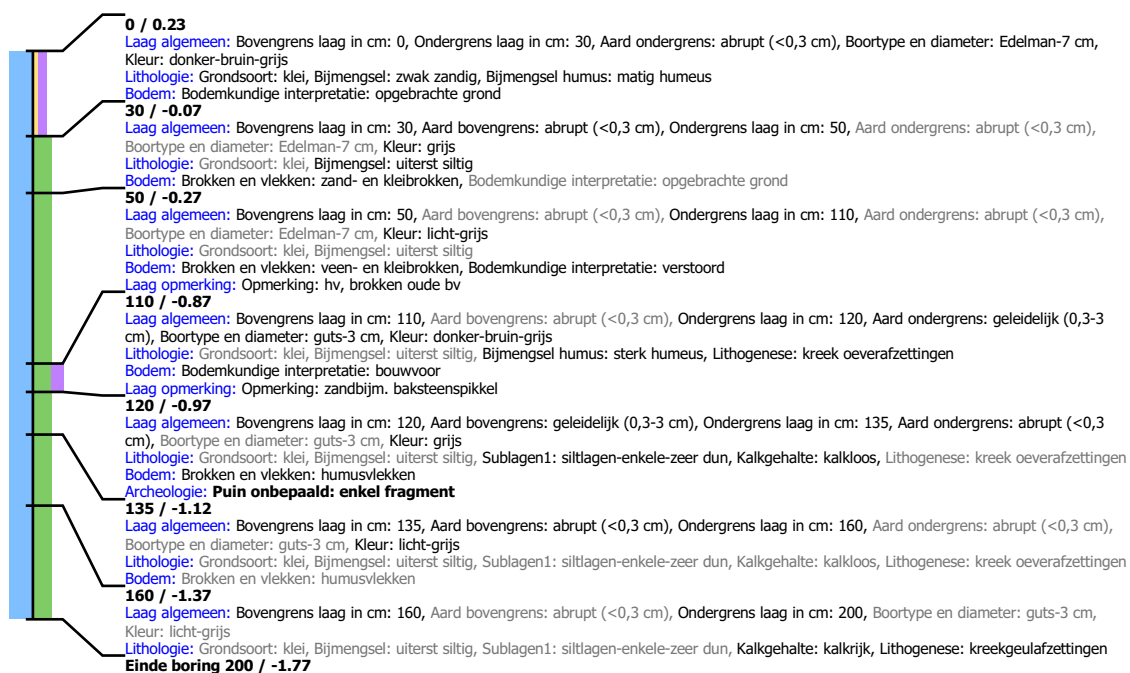 0 / 0.23
Laag algemeen: Bovengrens laag in cm: 0, Ondergrens laag in cm: 30, Aard ondergrens: abrupt (<0,3 cm), Boortype en diameter: Edelman-7 cm,
Kleur: donker-bruin-grijs
Lithologie: Grondsoort: klei, Bijmengsel: zwak zandig, Bijmengsel humus: matig humeus
Bodem: Bodemkundige interpretatie: opgebrachte grond
30 / -0.07
Laag algemeen: Bovengrens laag in cm: 30, Aard bovengrens: abrupt (<0,3 cm), Ondergrens laag in cm: 50, Aard ondergrens: abrupt (<0,3 cm),
Boortype en diameter: Edelman-7 cm, Kleur: grijs
Lithologie: Grondsoort: klei, Bijmengsel: uiterst siltig
Bodem: Brokken en vlekken: zand- en kleibrokken, Bodemkundige interpretatie: opgebrachte grond
50 / -0.27
Laag algemeen: Bovengrens laag in cm: 50, Aard bovengrens: abrupt (<0,3 cm), Ondergrens laag in cm: 110, Aard ondergrens: abrupt (<0,3 cm),
Boortype en diameter: Edelman-7 cm, Kleur: licht-grijs
Lithologie: Grondsoort: klei, Bijmengsel: uiterst siltig
Bodem: Brokken en vlekken: veen- en kleibrokken, Bodemkundige interpretatie: verstoord
Laag opmerking: Opmerking: hv, brokken oude bv
110 / -0.87
Laag algemeen: Bovengrens laag in cm: 110, Aard bovengrens: abrupt (<0,3 cm), Ondergrens laag in cm: 120, Aard ondergrens: geleidelijk (0,3-3
cm), Boortype en diameter: guts-3 cm, Kleur: donker-bruin-grijs
Lithologie: Grondsoort: klei, Bijmengsel: uiterst siltig, Bijmengsel humus: sterk humeus, Lithogenese: kreek oeverafzettingen
Bodem: Bodemkundige interpretatie: bouwvoor
Laag opmerking: Opmerking: zandbijm. baksteenspikkel
120 / -0.97
Laag algemeen: Bovengrens laag in cm: 120, Aard bovengrens: geleidelijk (0,3-3 cm), Ondergrens laag in cm: 135, Aard ondergrens: abrupt (<0,3
cm), Boortype en diameter: guts-3 cm, Kleur: grijs
Lithologie: Grondsoort: klei, Bijmengsel: uiterst siltig, Sublagen1: siltlagen-enkele-zeer dun, Kalkgehalte: kalkloos, Lithogenese: kreek oeverafzettingen
Bodem: Brokken en vlekken: humusvlekken
Archeologie: Puin onbepaald: enkel fragment
135 / -1.12
Laag algemeen: Bovengrens laag in cm: 135, Aard bovengrens: abrupt (<0,3 cm), Ondergrens laag in cm: 160, Aard ondergrens: abrupt (<0,3 cm),
Boortype en diameter: guts-3 cm, Kleur: licht-grijs
Lithologie: Grondsoort: klei, Bijmengsel: uiterst siltig, Sublagen1: siltlagen-enkele-zeer dun, Kalkgehalte: kalkloos, Lithogenese: kreek oeverafzettingen
Bodem: Brokken en vlekken: humusvlekken
160 / -1.37
Laag algemeen: Bovengrens laag in cm: 160, Aard bovengrens: abrupt (<0,3 cm), Ondergrens laag in cm: 200, Boortype en diameter: guts-3 cm,
Kleur: licht-grijs
Lithologie: Grondsoort: klei, Bijmengsel: uiterst siltig, Sublagen1: siltlagen-enkele-zeer dun, Kalkgehalte: kalkrijk, Lithogenese: kreekgeulafzettingen
Einde boring 200 / -1.77